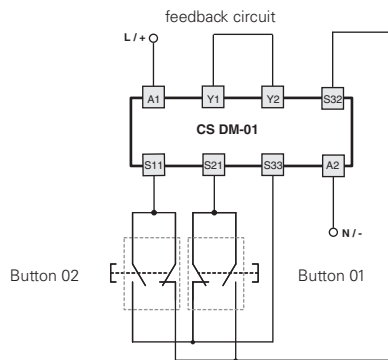 feedback circuit
L / +
A1 Y1 Y2 S32
CS DM-01
S11 S21 S33 A2
N / -
Button 02 Button 01